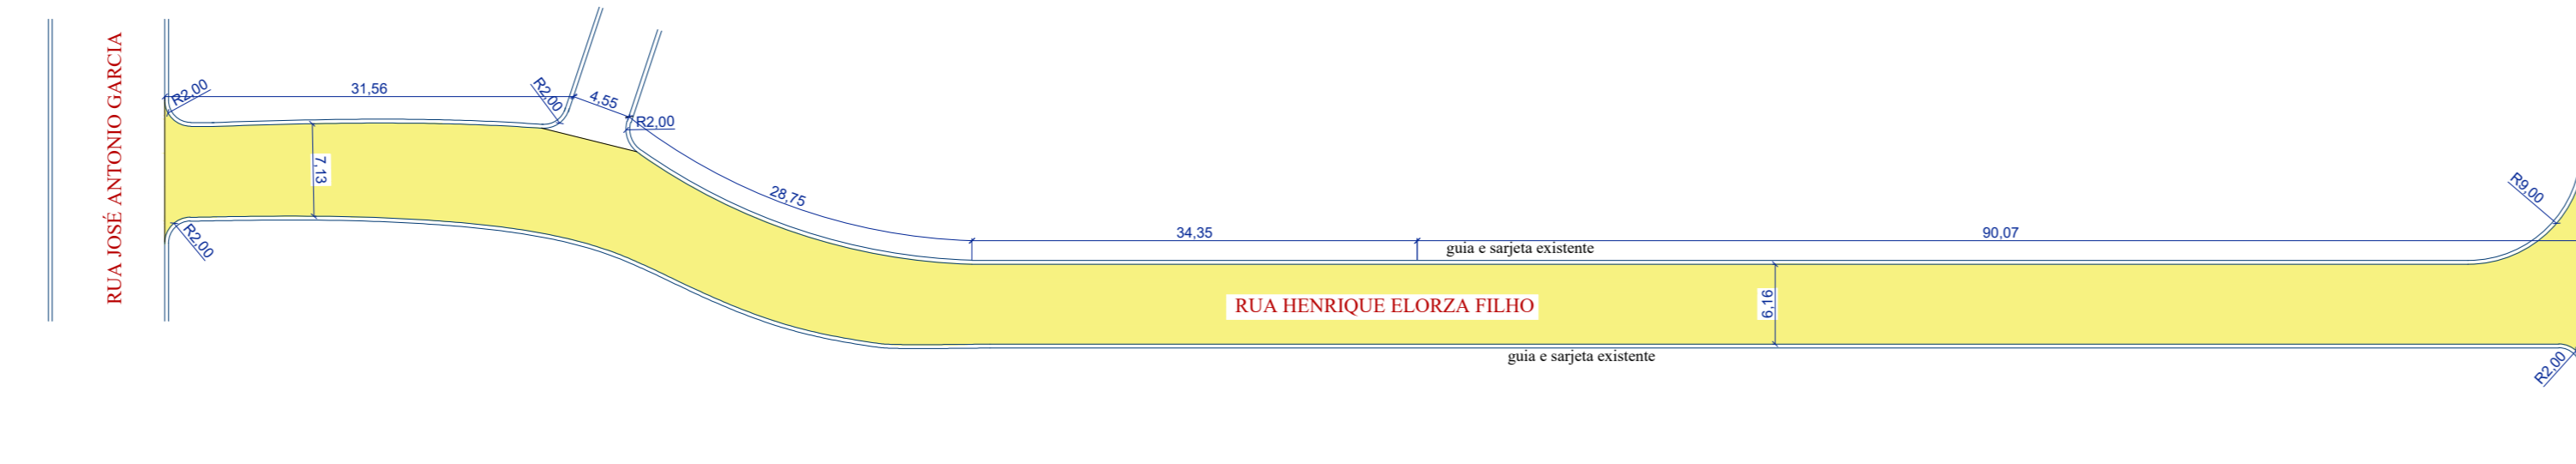 RUA JOSÉ ANTONIO GARCIA
R2,00
31,56
R2,00
4,55
R2,00
7,13
R2,00
28,75
34,35
guia e sarjeta existente
90,07
R9,00
RUA HENRIQUE ELORZA FILHO
6,16
guia e sarjeta existente
R2,00